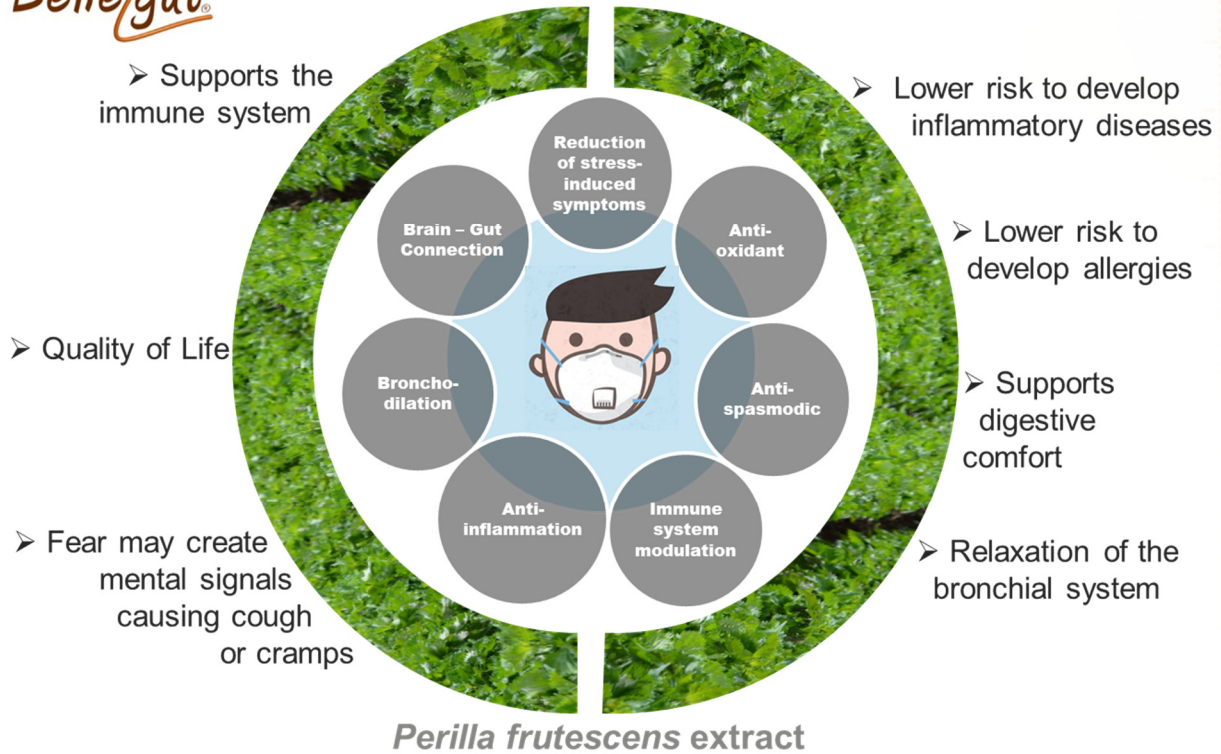 Benegut®
➢ Supports the
immune system
➢ Quality of Life
➢ Fear may create
mental signals
causing cough
or cramps
Reduction
of stress-
induced
symptoms
Anti-
oxidant
Anti-
spasmodic
Immune
system
modulation
Anti-
inflammation
Broncho-
dilation
Brain – Gut
Connection
➢ Lower risk to develop
inflammatory diseases
➢ Lower risk to
develop allergies
➢ Supports
digestive
comfort
➢ Relaxation of the
bronchial system
Perilla frutescens extract